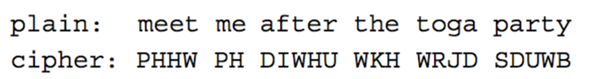 plain: meet me after the toga party
cipher: PHHW PH DIWHU WKH WRJD SDUWB